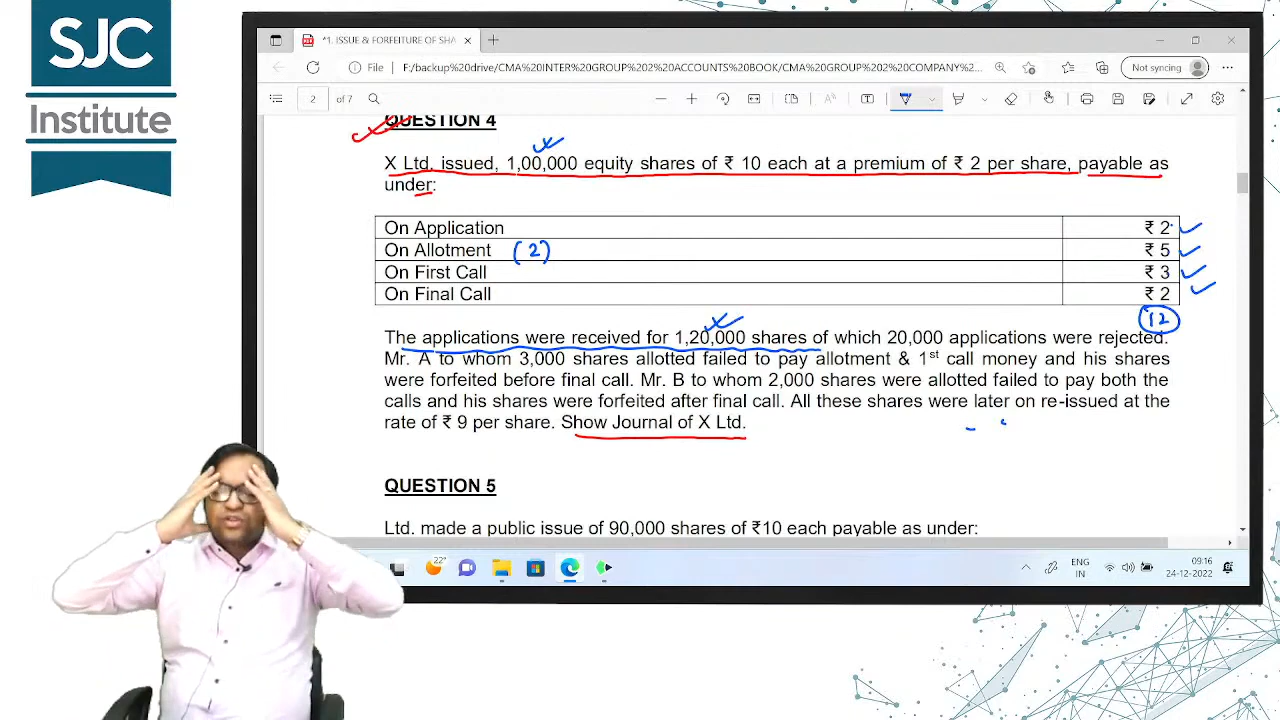 SJC
Institute
*1. ISSUE & FORFEITURE OF SHA
File
F:/backup%20drive/CMA%20INTER%20GROUP%202%20ACCOUNTS%20BOOK/CMA%20GROUP%202%20COMPANY%...
Not syncing
2 of 7
QUESTION 4
X Ltd. issued, 1,00,000 equity shares of ₹ 10 each at a premium of ₹ 2 per share, payable as
under:
On Application ₹ 2
On Allotment (2) ₹ 5
On First Call ₹ 3
On Final Call ₹ 2
12
The applications were received for 1,20,000 shares of which 20,000 applications were rejected.
Mr. A to whom 3,000 shares allotted failed to pay allotment & 1st call money and his shares
were forfeited before final call. Mr. B to whom 2,000 shares were allotted failed to pay both the
calls and his shares were forfeited after final call. All these shares were later on re-issued at the
rate of ₹ 9 per share. Show Journal of X Ltd.
QUESTION 5
Ltd. made a public issue of 90,000 shares of ₹10 each payable as under:
22°
ENG
IN
09:16
24-12-2022